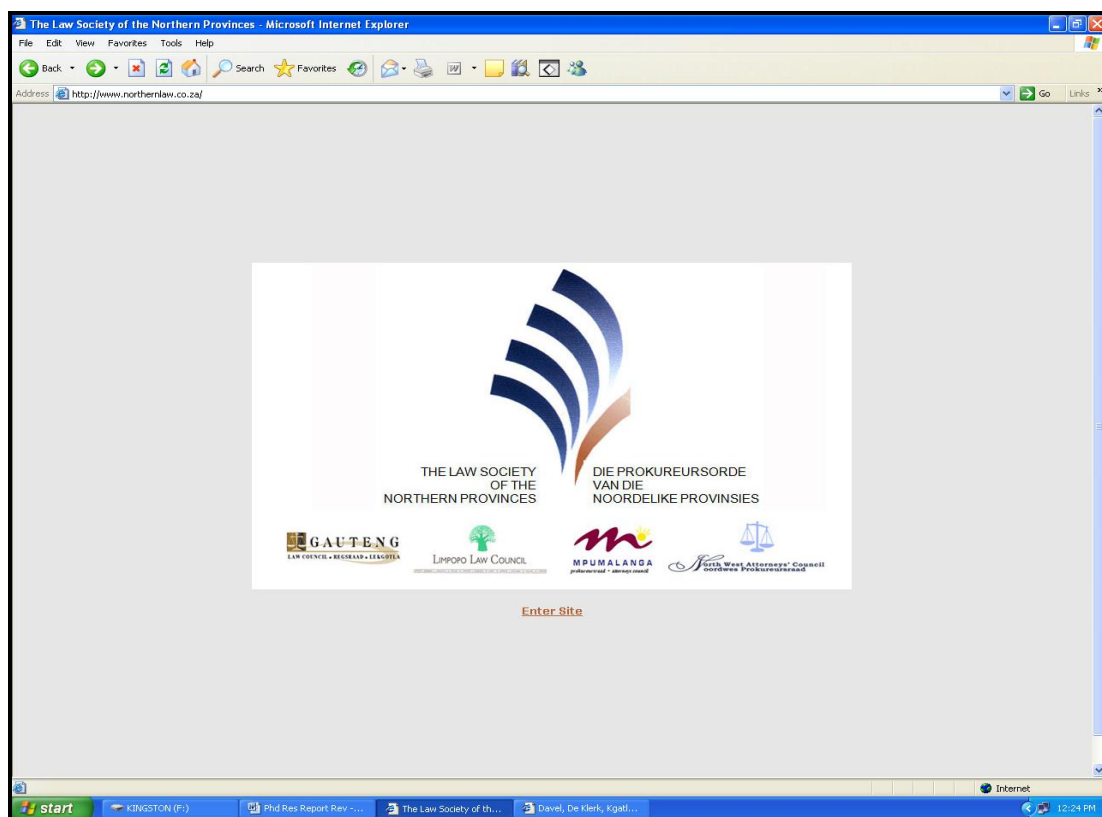 The Law Society of the Northern Provinces - Microsoft Internet Explorer
File Edit View Favorites Tools Help
Back Search Favorites
Address http://www.northernlaw.co.za/ Go Links
THE LAW SOCIETY
OF THE
NORTHERN PROVINCES
DIE PROKUREURSORDE
VAN DIE
NOORDELIKE PROVINSIES
GAUTENG
LAW COUNCIL • REGSRAAD • LEKGOTLA
LIMPOPO LAW COUNCIL
MPUMALANGA
prokureursraad • attorneys council
North West Attorneys' Council
Noordwes Prokureursraad
Enter Site
Internet
start KINGSTON (F:) Phd Res Report Rev -... The Law Society of th... Davel, De Klerk, Kgatl... 12:24 PM